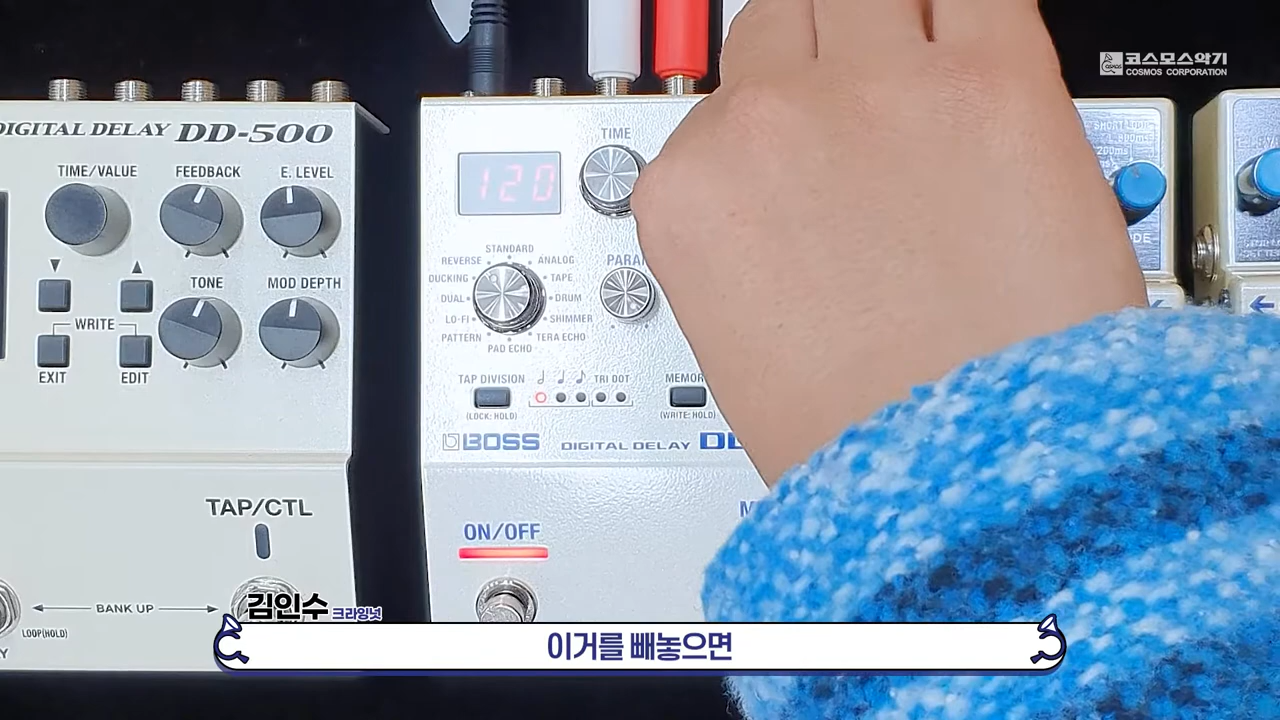 코스모스악기
COSMOS CORPORATION
DIGITAL DELAY DD-500
TIME/VALUE
FEEDBACK
E. LEVEL
TONE
MOD DEPTH
WRITE
EXIT
EDIT
TAP/CTL
BANK UP
LOOP(HOLD)
TIME
120
STANDARD
REVERSE
ANALOG
DUCKING
TAPE
DUAL
DRUM
LO-FI
SHIMMER
PATTERN
TERA ECHO
PAD ECHO
TAP DIVISION
TRI DOT
(LOCK: HOLD)
(WRITE: HOLD)
BOSS
DIGITAL DELAY
ON/OFF
200ms
김인수 크라잉넛
이거를 빼놓으면